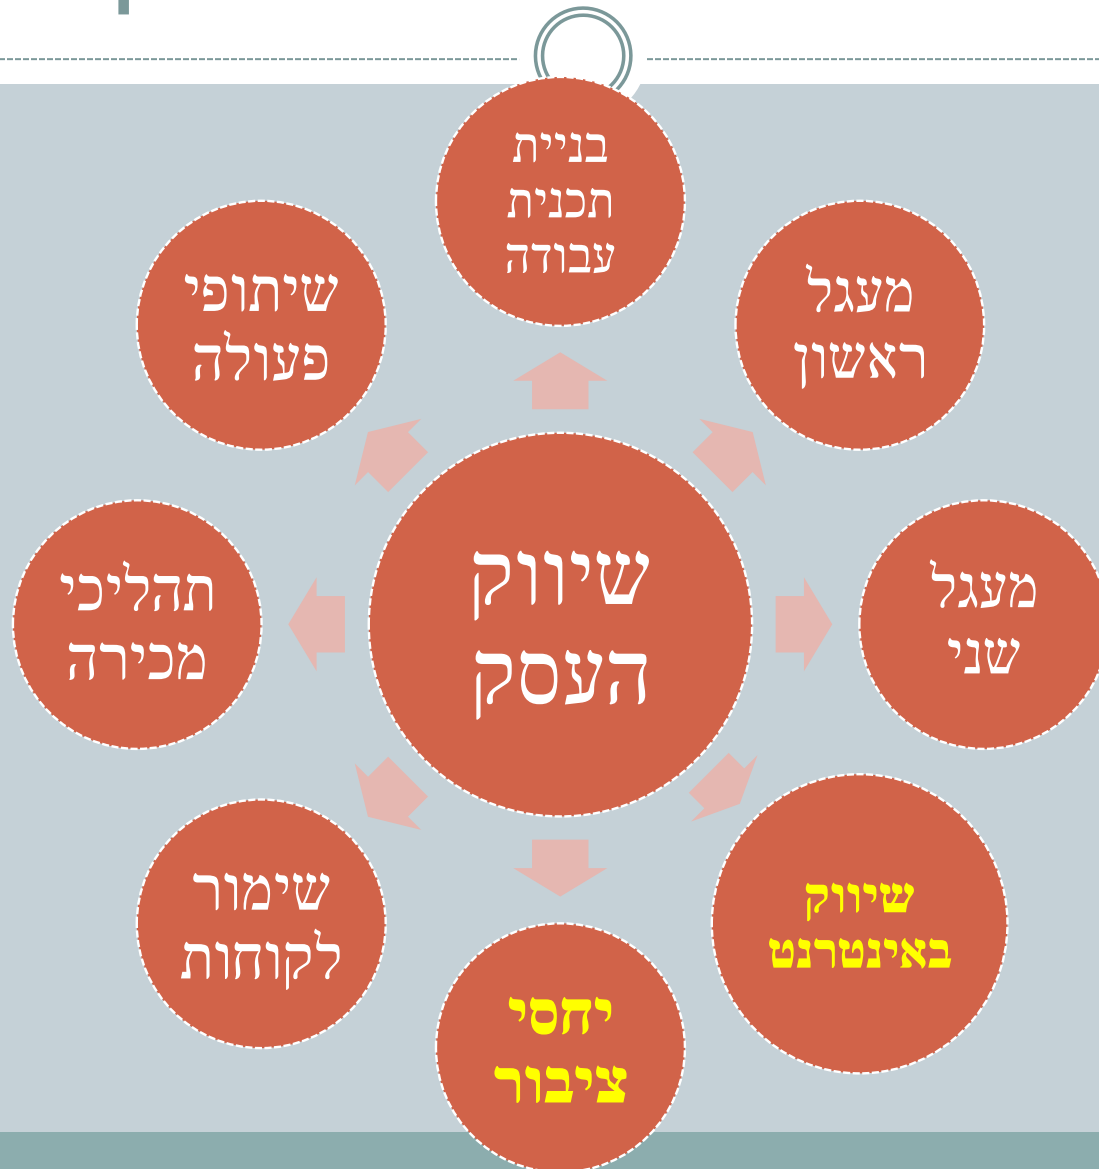 בניית
תכנית
עבודה
מעגל
ראשון
מעגל
שני
שיווק
באינטרנט
יחסי
ציבור
שימור
לקוחות
תהליכי
מכירה
שיתופי
פעולה
שיווק
העסק